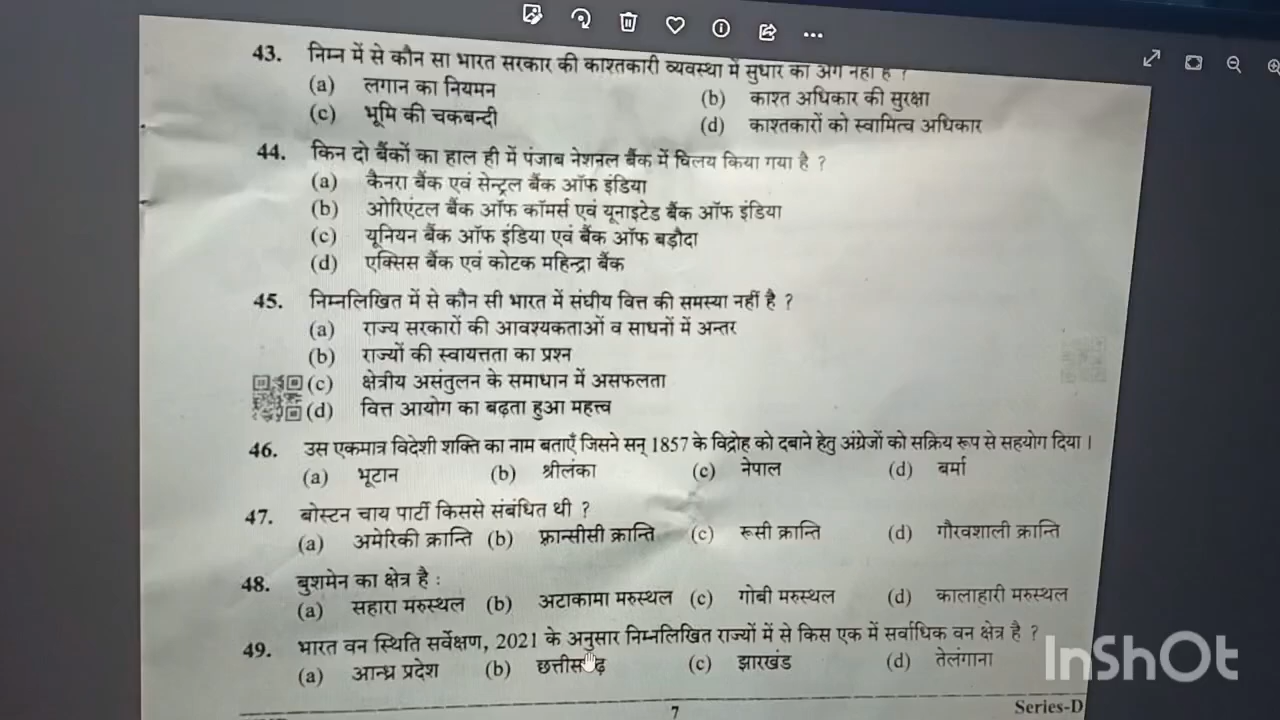 43. निम्न में से कौन सा भारत सरकार की काश्तकारी व्यवस्था में सुधार का अंग नहीं है ?
(a) लगान का नियमन (b) काश्त अधिकार की सुरक्षा
(c) भूमि की चकबन्दी (d) काश्तकारों को स्वामित्व अधिकार
44. किन दो बैंकों का हाल ही में पंजाब नेशनल बैंक में विलय किया गया है ?
(a) कैनरा बैंक एवं सेन्ट्रल बैंक ऑफ इंडिया
(b) ओरिएंटल बैंक ऑफ कॉमर्स एवं यूनाइटेड बैंक ऑफ इंडिया
(c) यूनियन बैंक ऑफ इंडिया एवं बैंक ऑफ बड़ौदा
(d) एक्सिस बैंक एवं कोटक महिन्द्रा बैंक
45. निम्नलिखित में से कौन सी भारत में संघीय वित्त की समस्या नहीं है ?
(a) राज्य सरकारों की आवश्यकताओं व साधनों में अन्तर
(b) राज्यों की स्वायत्तता का प्रश्न
(c) क्षेत्रीय असंतुलन के समाधान में असफलता
(d) वित्त आयोग का बढ़ता हुआ महत्त्व
46. उस एकमात्र विदेशी शक्ति का नाम बताएँ जिसने सन् 1857 के विद्रोह को दबाने हेतु अंग्रेजों को सक्रिय रूप से सहयोग दिया ।
(a) भूटान (b) श्रीलंका (c) नेपाल (d) बर्मा
47. बोस्टन चाय पार्टी किससे संबंधित थी ?
(a) अमेरिकी क्रान्ति (b) फ़्रान्सीसी क्रान्ति (c) रूसी क्रान्ति (d) गौरवशाली क्रान्ति
48. बुशमेन का क्षेत्र है :
(a) सहारा मरुस्थल (b) अटाकामा मरुस्थल (c) गोबी मरुस्थल (d) कालाहारी मरुस्थल
49. भारत वन स्थिति सर्वेक्षण, 2021 के अनुसार निम्नलिखित राज्यों में से किस एक में सर्वाधिक वन क्षेत्र है ?
(a) आन्ध्र प्रदेश (b) छत्तीसगढ़ (c) झारखंड (d) तेलंगाना
7 Series-D
InShOt